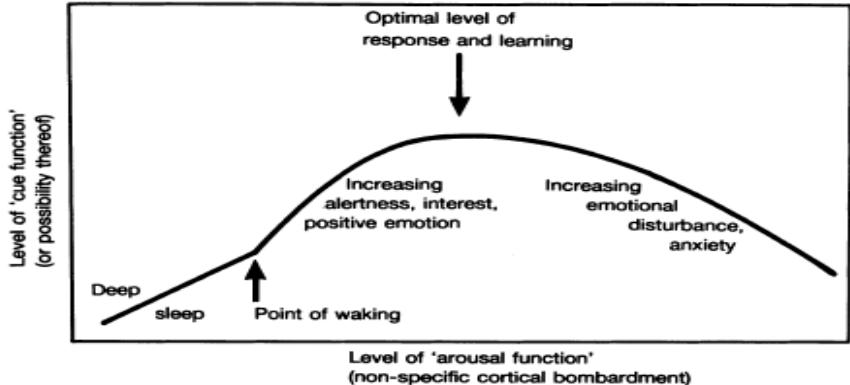 Optimal level of
response and learning
Level of 'cue function'
(or possibility thereof)
Increasing
alertness, interest,
positive emotion
Increasing
emotional
disturbance,
anxiety
Deep
sleep
Point of waking
Level of 'arousal function'
(non-specific cortical bombardment)